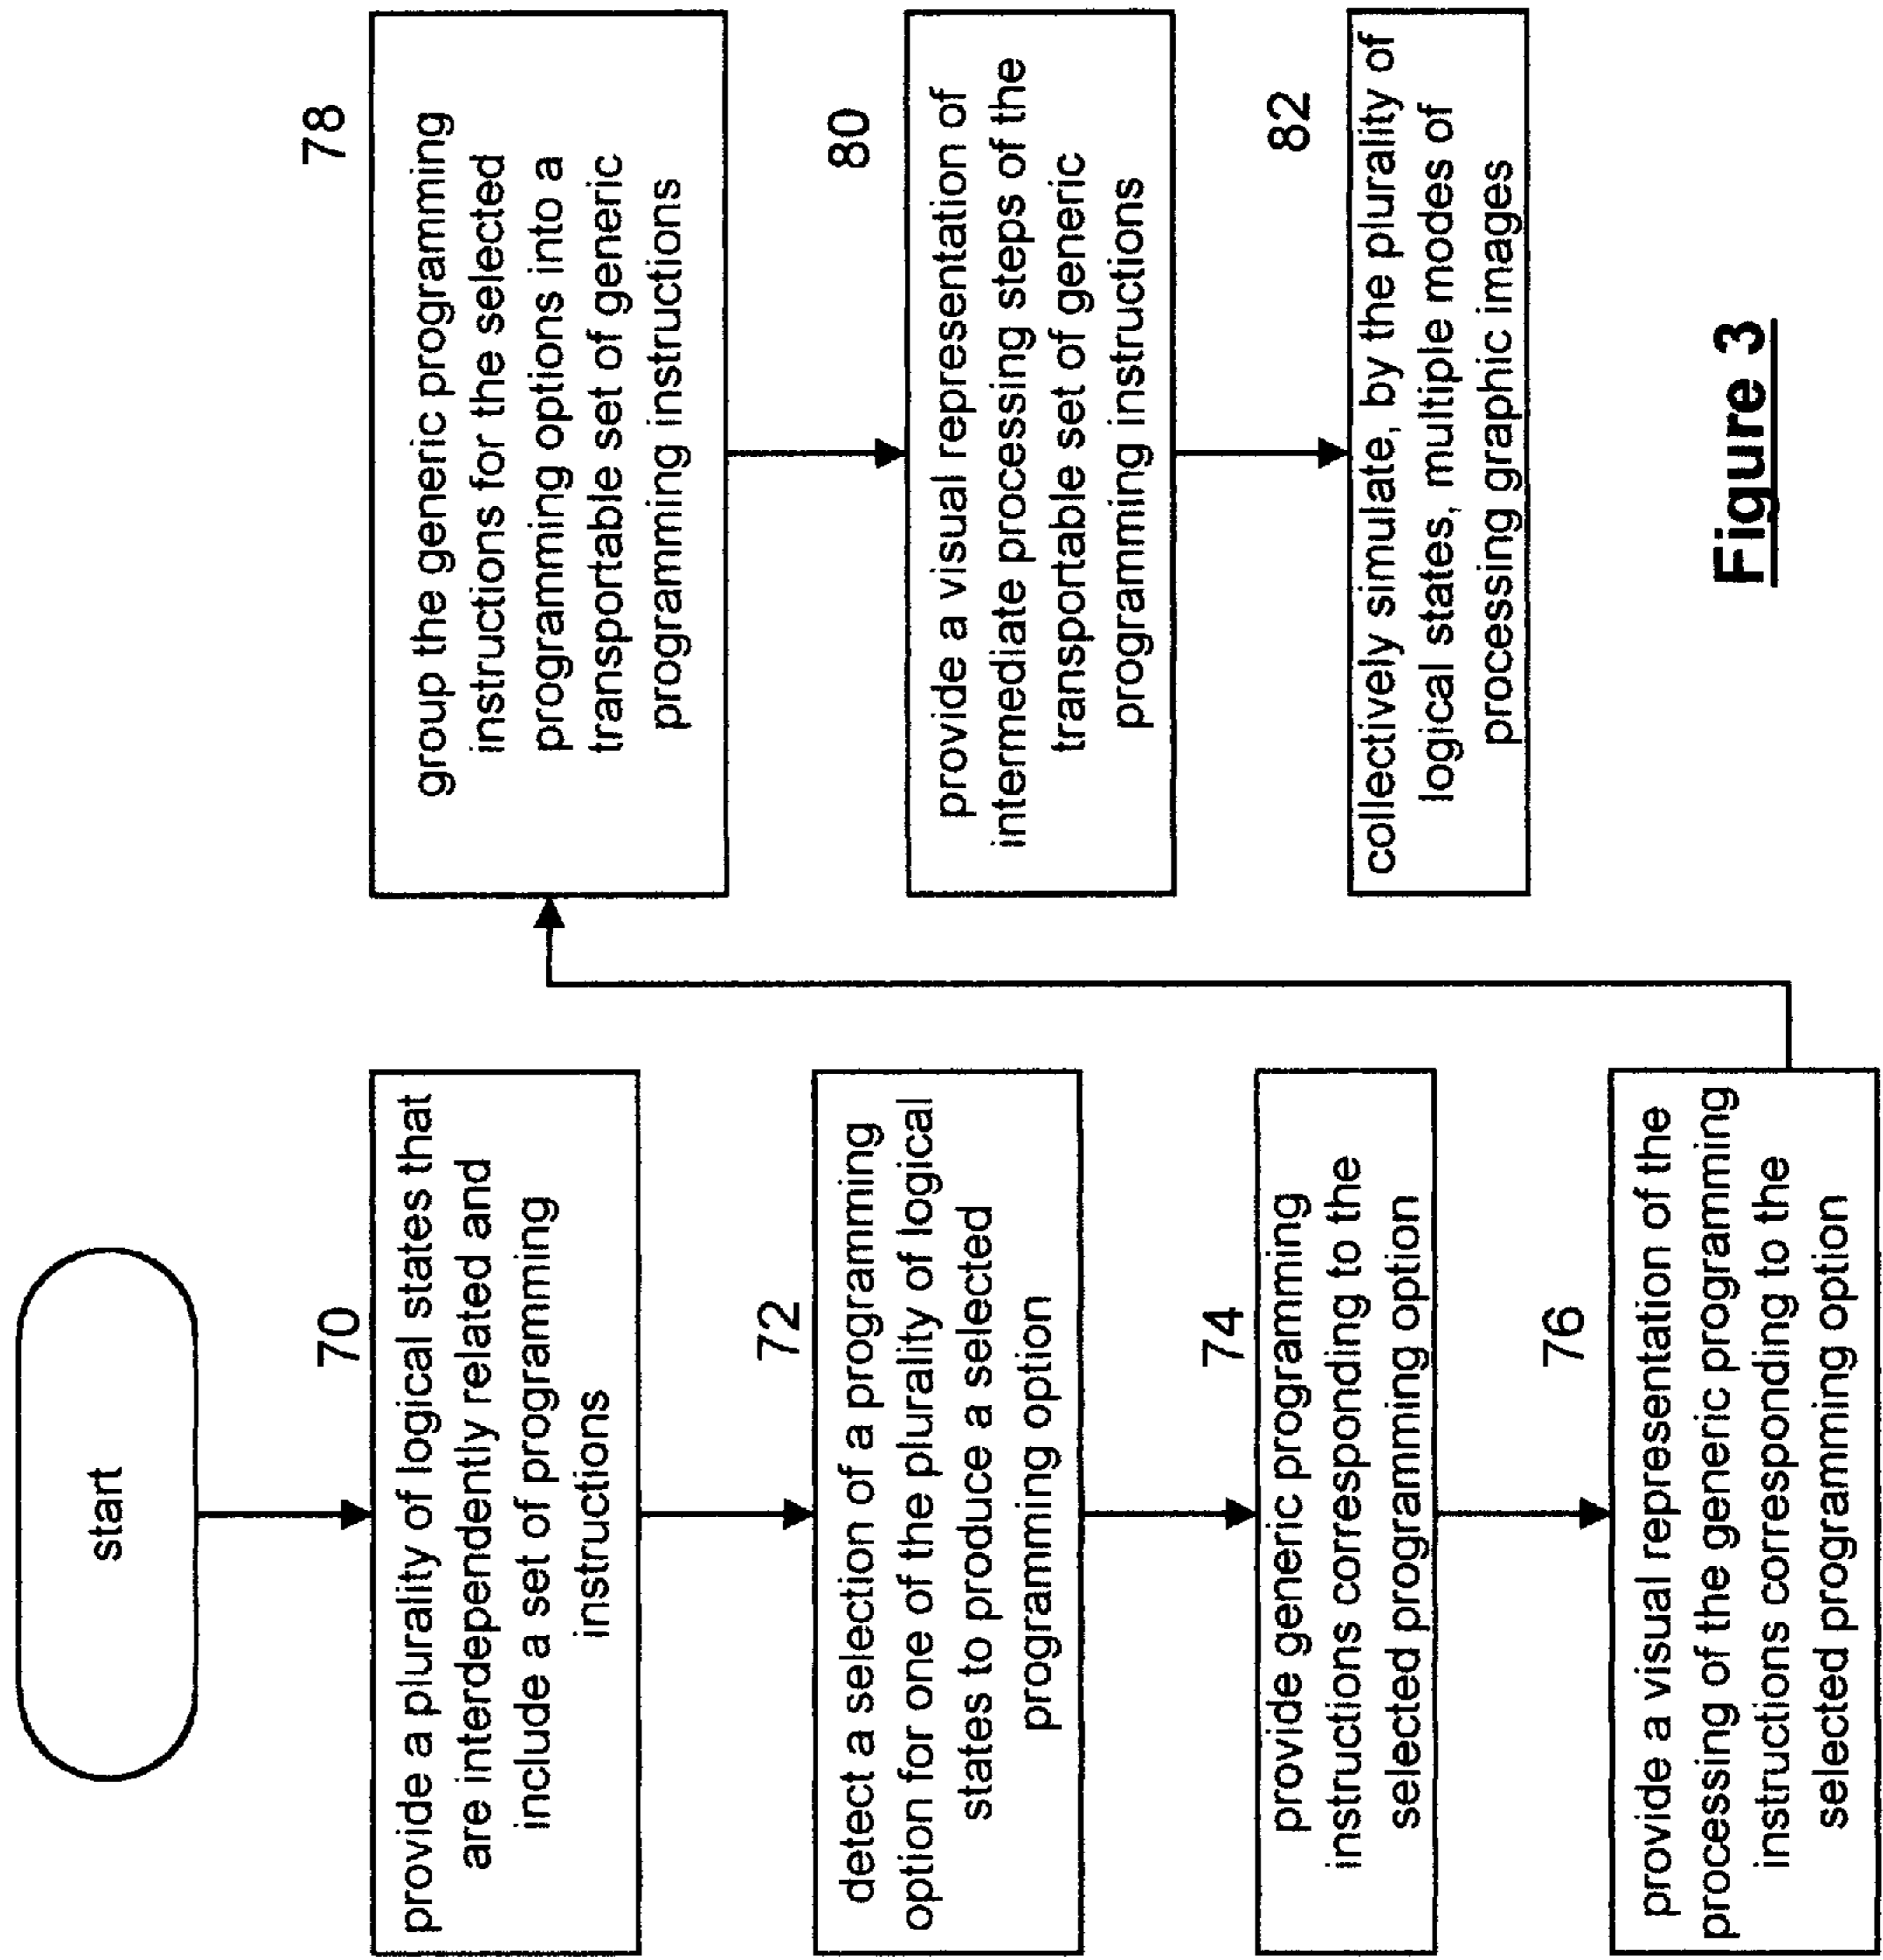 start
70
provide a plurality of logical states that
are interdependently related and
include a set of programming
instructions
72
detect a selection of a programming
option for one of the plurality of logical
states to produce a selected
programming option
74
provide generic programming
instructions corresponding to the
selected programming option
76
provide a visual representation of the
processing of the generic programming
instructions corresponding to the
selected programming option
78
group the generic programming
instructions for the selected
programming options into a
transportable set of generic
programming instructions
80
provide a visual representation of
intermediate processing steps of the
transportable set of generic
programming instructions
82
collectively simulate, by the plurality of
logical states, multiple modes of
processing graphic images
Figure 3